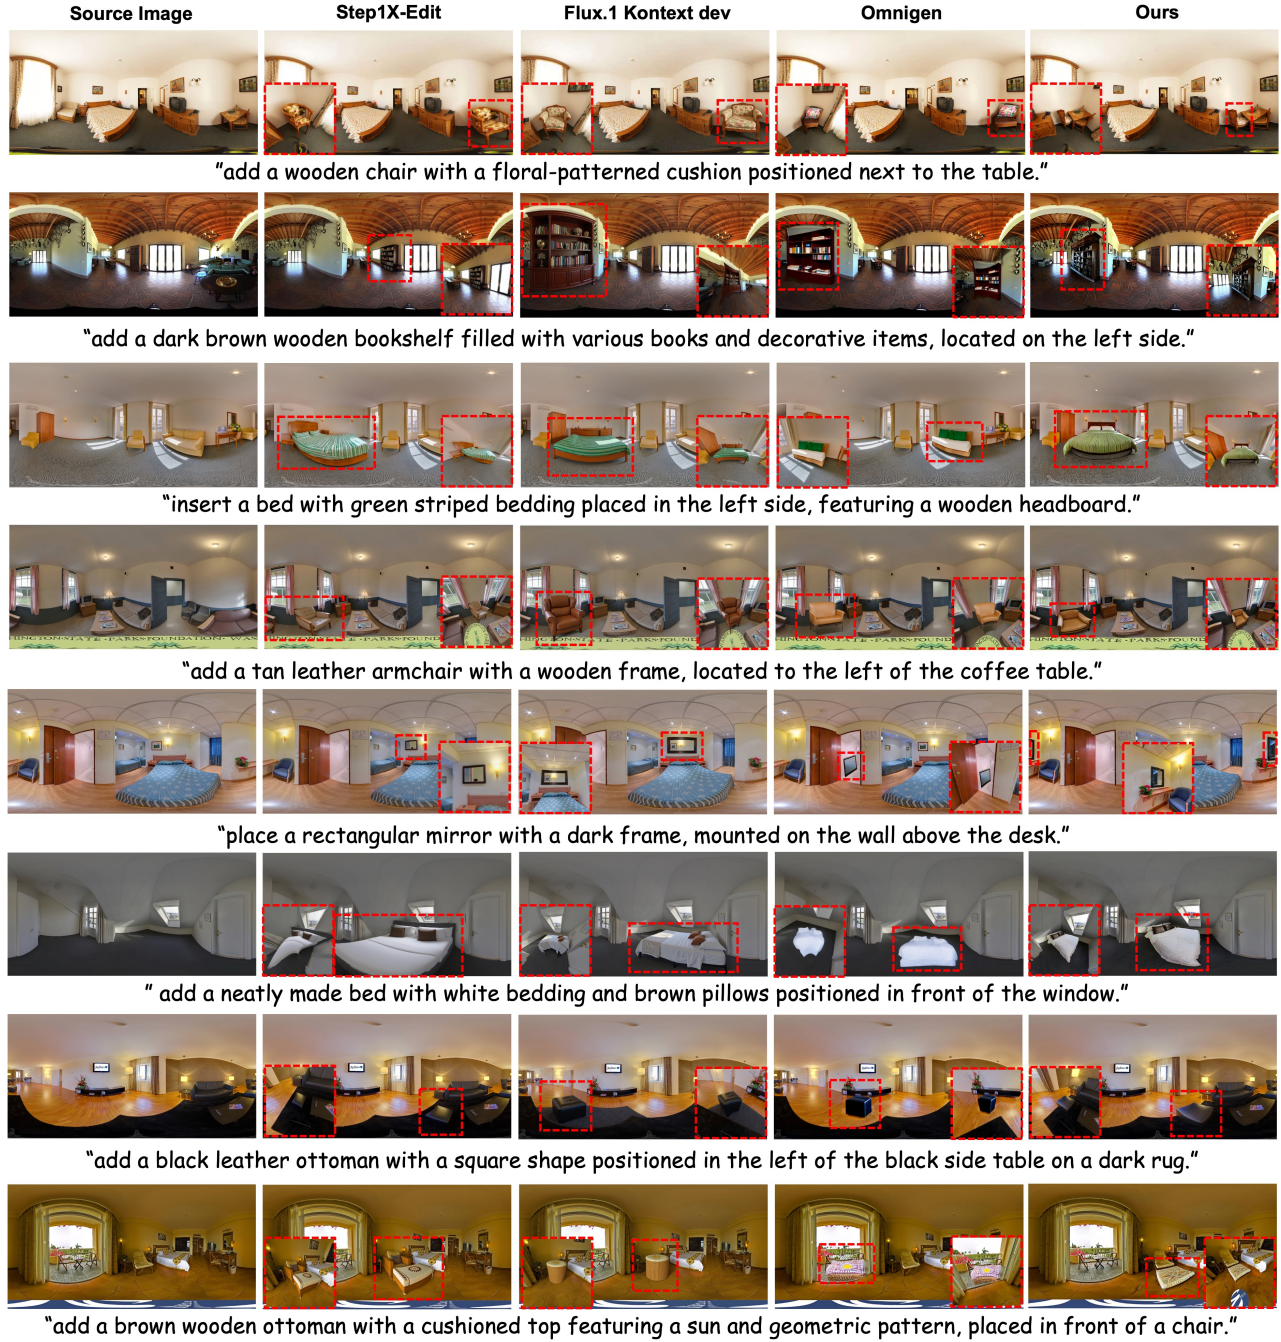 Source Image Step1X-Edit Flux.1 Kontext dev Omnigen Ours
“add a wooden chair with a floral-patterned cushion positioned next to the table.”
“add a dark brown wooden bookshelf filled with various books and decorative items, located on the left side.”
“insert a bed with green striped bedding placed in the left side, featuring a wooden headboard.”
HINGTON·STATE·PARKS·FOUNDATION·WAS
“add a tan leather armchair with a wooden frame, located to the left of the coffee table.”
“place a rectangular mirror with a dark frame, mounted on the wall above the desk.”
” add a neatly made bed with white bedding and brown pillows positioned in front of the window.”
“add a black leather ottoman with a square shape positioned in the left of the black side table on a dark rug.”
“add a brown wooden ottoman with a cushioned top featuring a sun and geometric pattern, placed in front of a chair.”